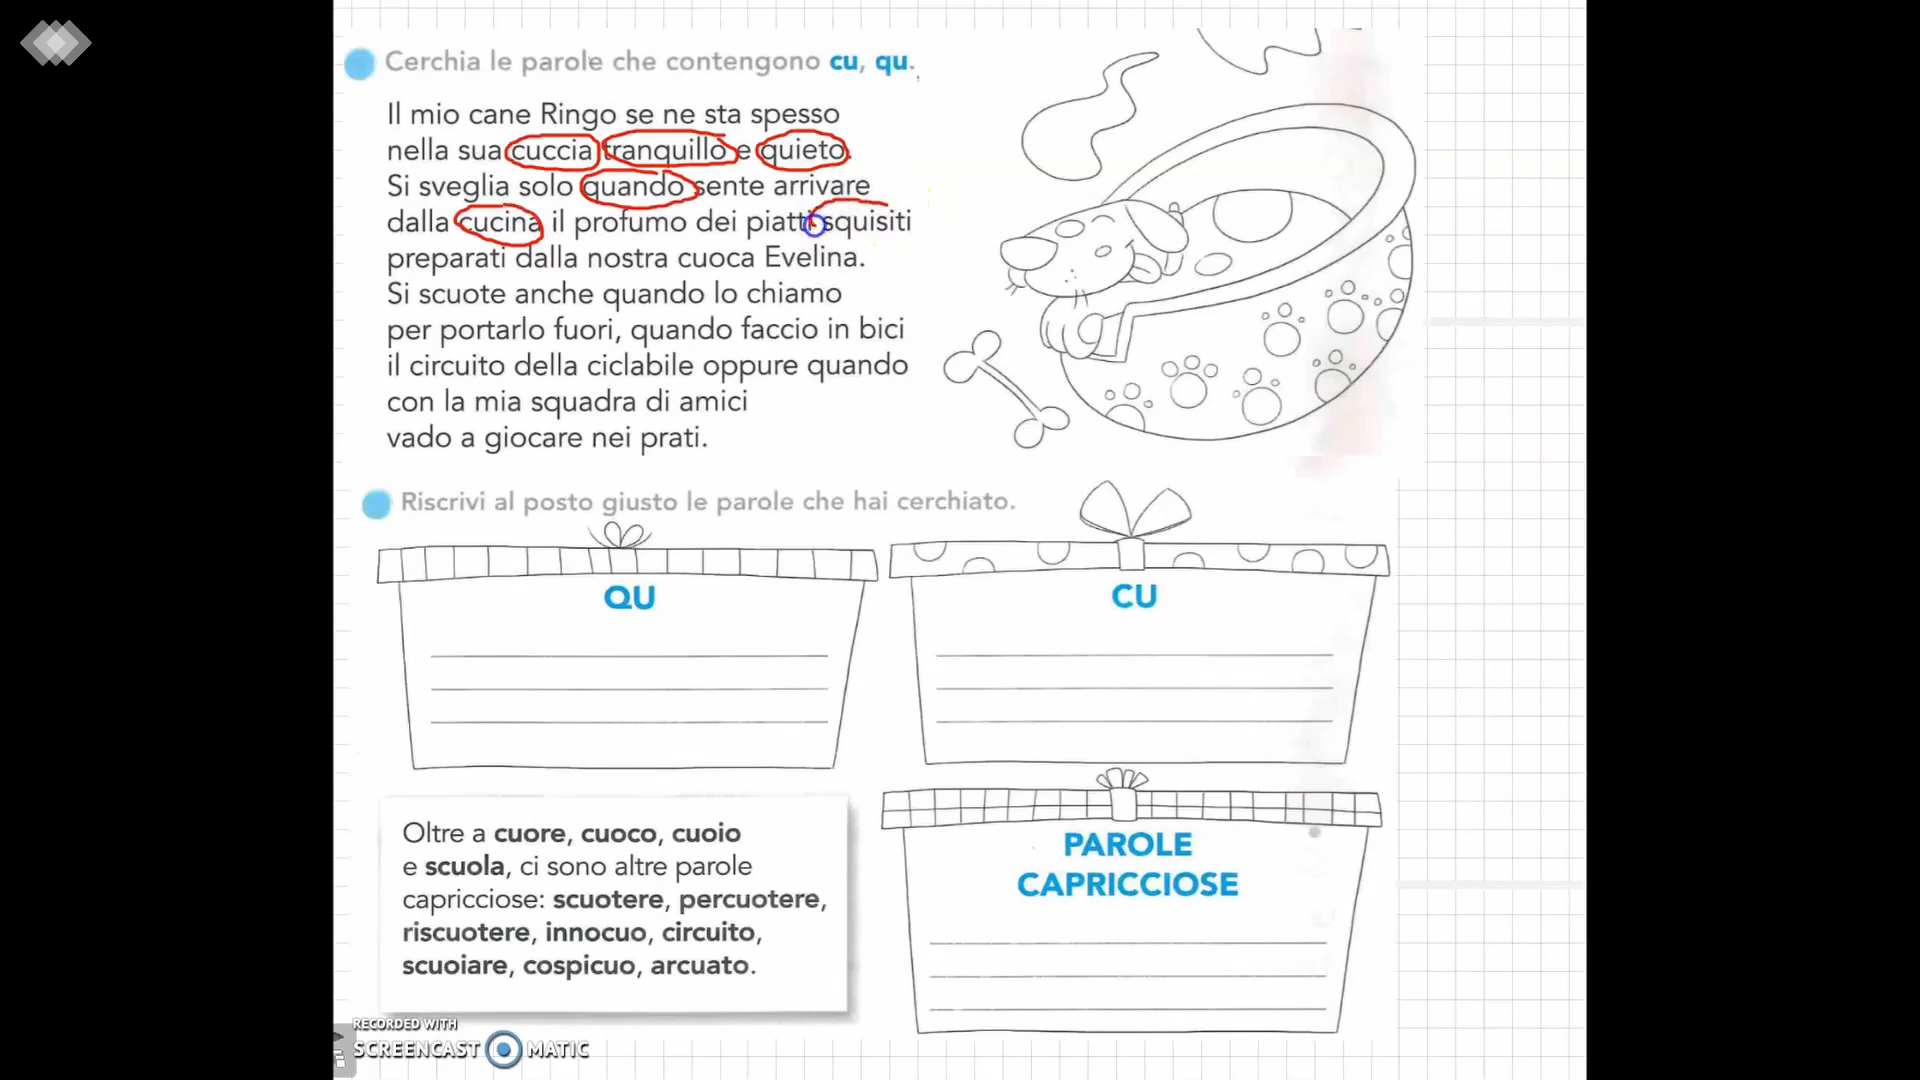 Cerchia le parole che contengono cu, qu.
Il mio cane Ringo se ne sta spesso
nella sua cuccia tranquillo e quieto.
Si sveglia solo quando sente arrivare
dalla cucina il profumo dei piatti squisiti
preparati dalla nostra cuoca Evelina.
Si scuote anche quando lo chiamo
per portarlo fuori, quando faccio in bici
il circuito della ciclabile oppure quando
con la mia squadra di amici
vado a giocare nei prati.
Riscrivi al posto giusto le parole che hai cerchiato.
QU
CU
Oltre a cuore, cuoco, cuoio
e scuola, ci sono altre parole
capricciose: scuotere, percuotere,
riscuotere, innocuo, circuito,
scuoiare, cospicuo, arcuato.
PAROLE
CAPRICCIOSE
RECORDED WITH
SCREENCAST MATIC